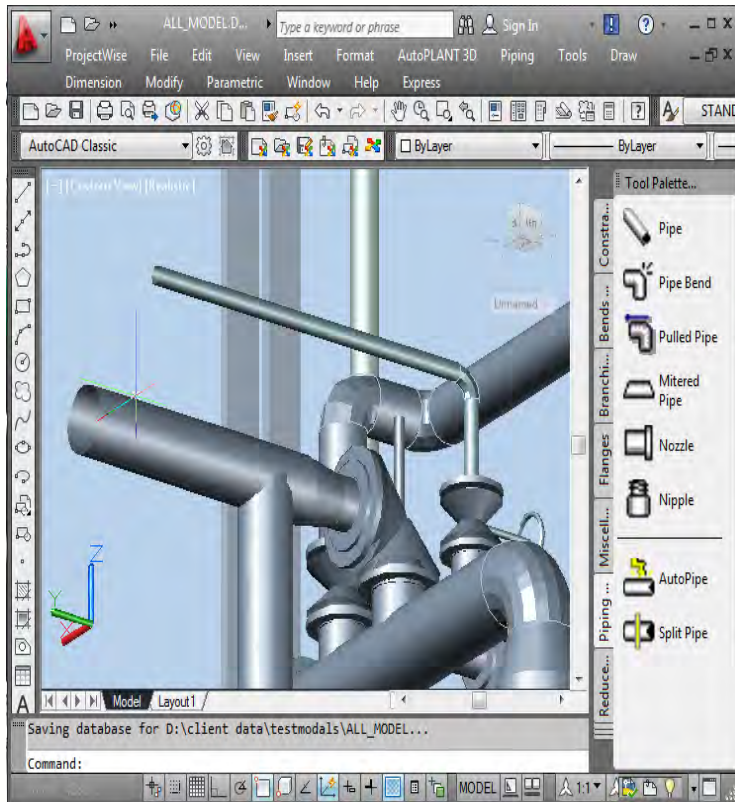 ALL_MODEL.D...
Type a keyword or phrase
Sign In
ProjectWise File Edit View Insert Format AutoPLANT 3D Piping Tools Draw
Dimension Modify Parametric Window Help Express
STAND
AutoCAD Classic
ByLayer
ByLayer
[-][Custom View][Realistic]
Unnamed
Z
Y
X
Tool Palette...
Constra...
Bends ...
Branchi...
Flanges
Miscell...
Piping ...
Reduce...
Pipe
Pipe Bend
Pulled Pipe
Mitered
Pipe
Nozzle
Nipple
AutoPipe
Split Pipe
A
Model Layout1
Saving database for D:\client data\testmodals\ALL_MODEL...
Command:
MODEL
1:1